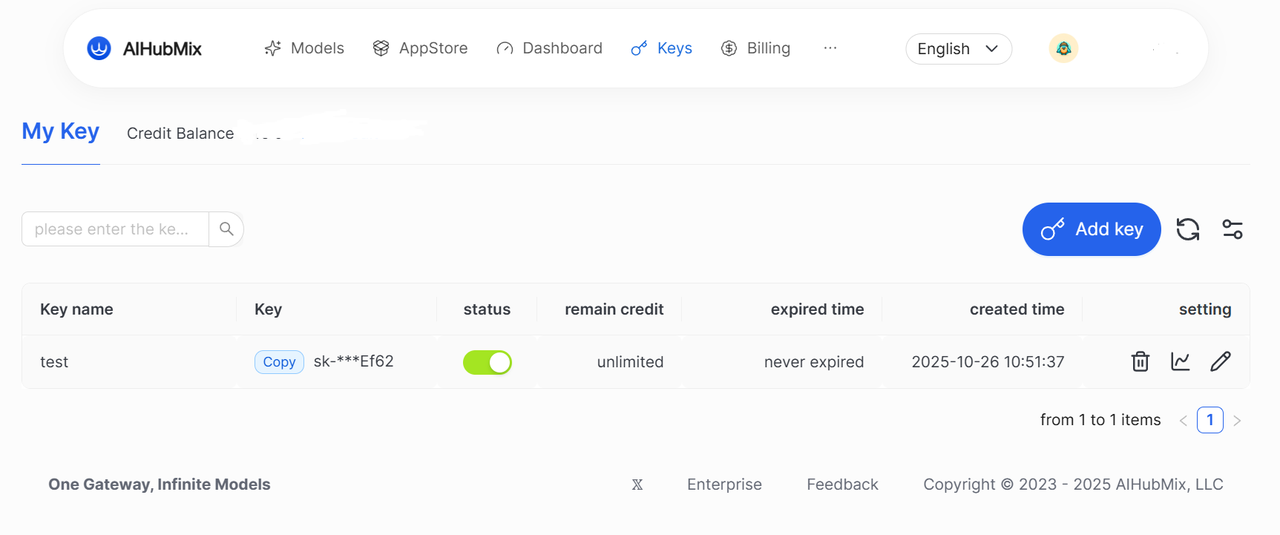 AIHubMix Models AppStore Dashboard Keys Billing ··· English
My Key Credit Balance
please enter the ke...
Add key
Key name Key status remain credit expired time created time setting
test Copy sk-***Ef62 unlimited never expired 2025-10-26 10:51:37
from 1 to 1 items < 1 >
One Gateway, Infinite Models 𝕏 Enterprise Feedback Copyright © 2023 - 2025 AIHubMix, LLC